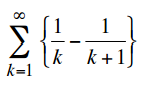 ∞
∑ { 1/k − 1/(k+1) }
k=1